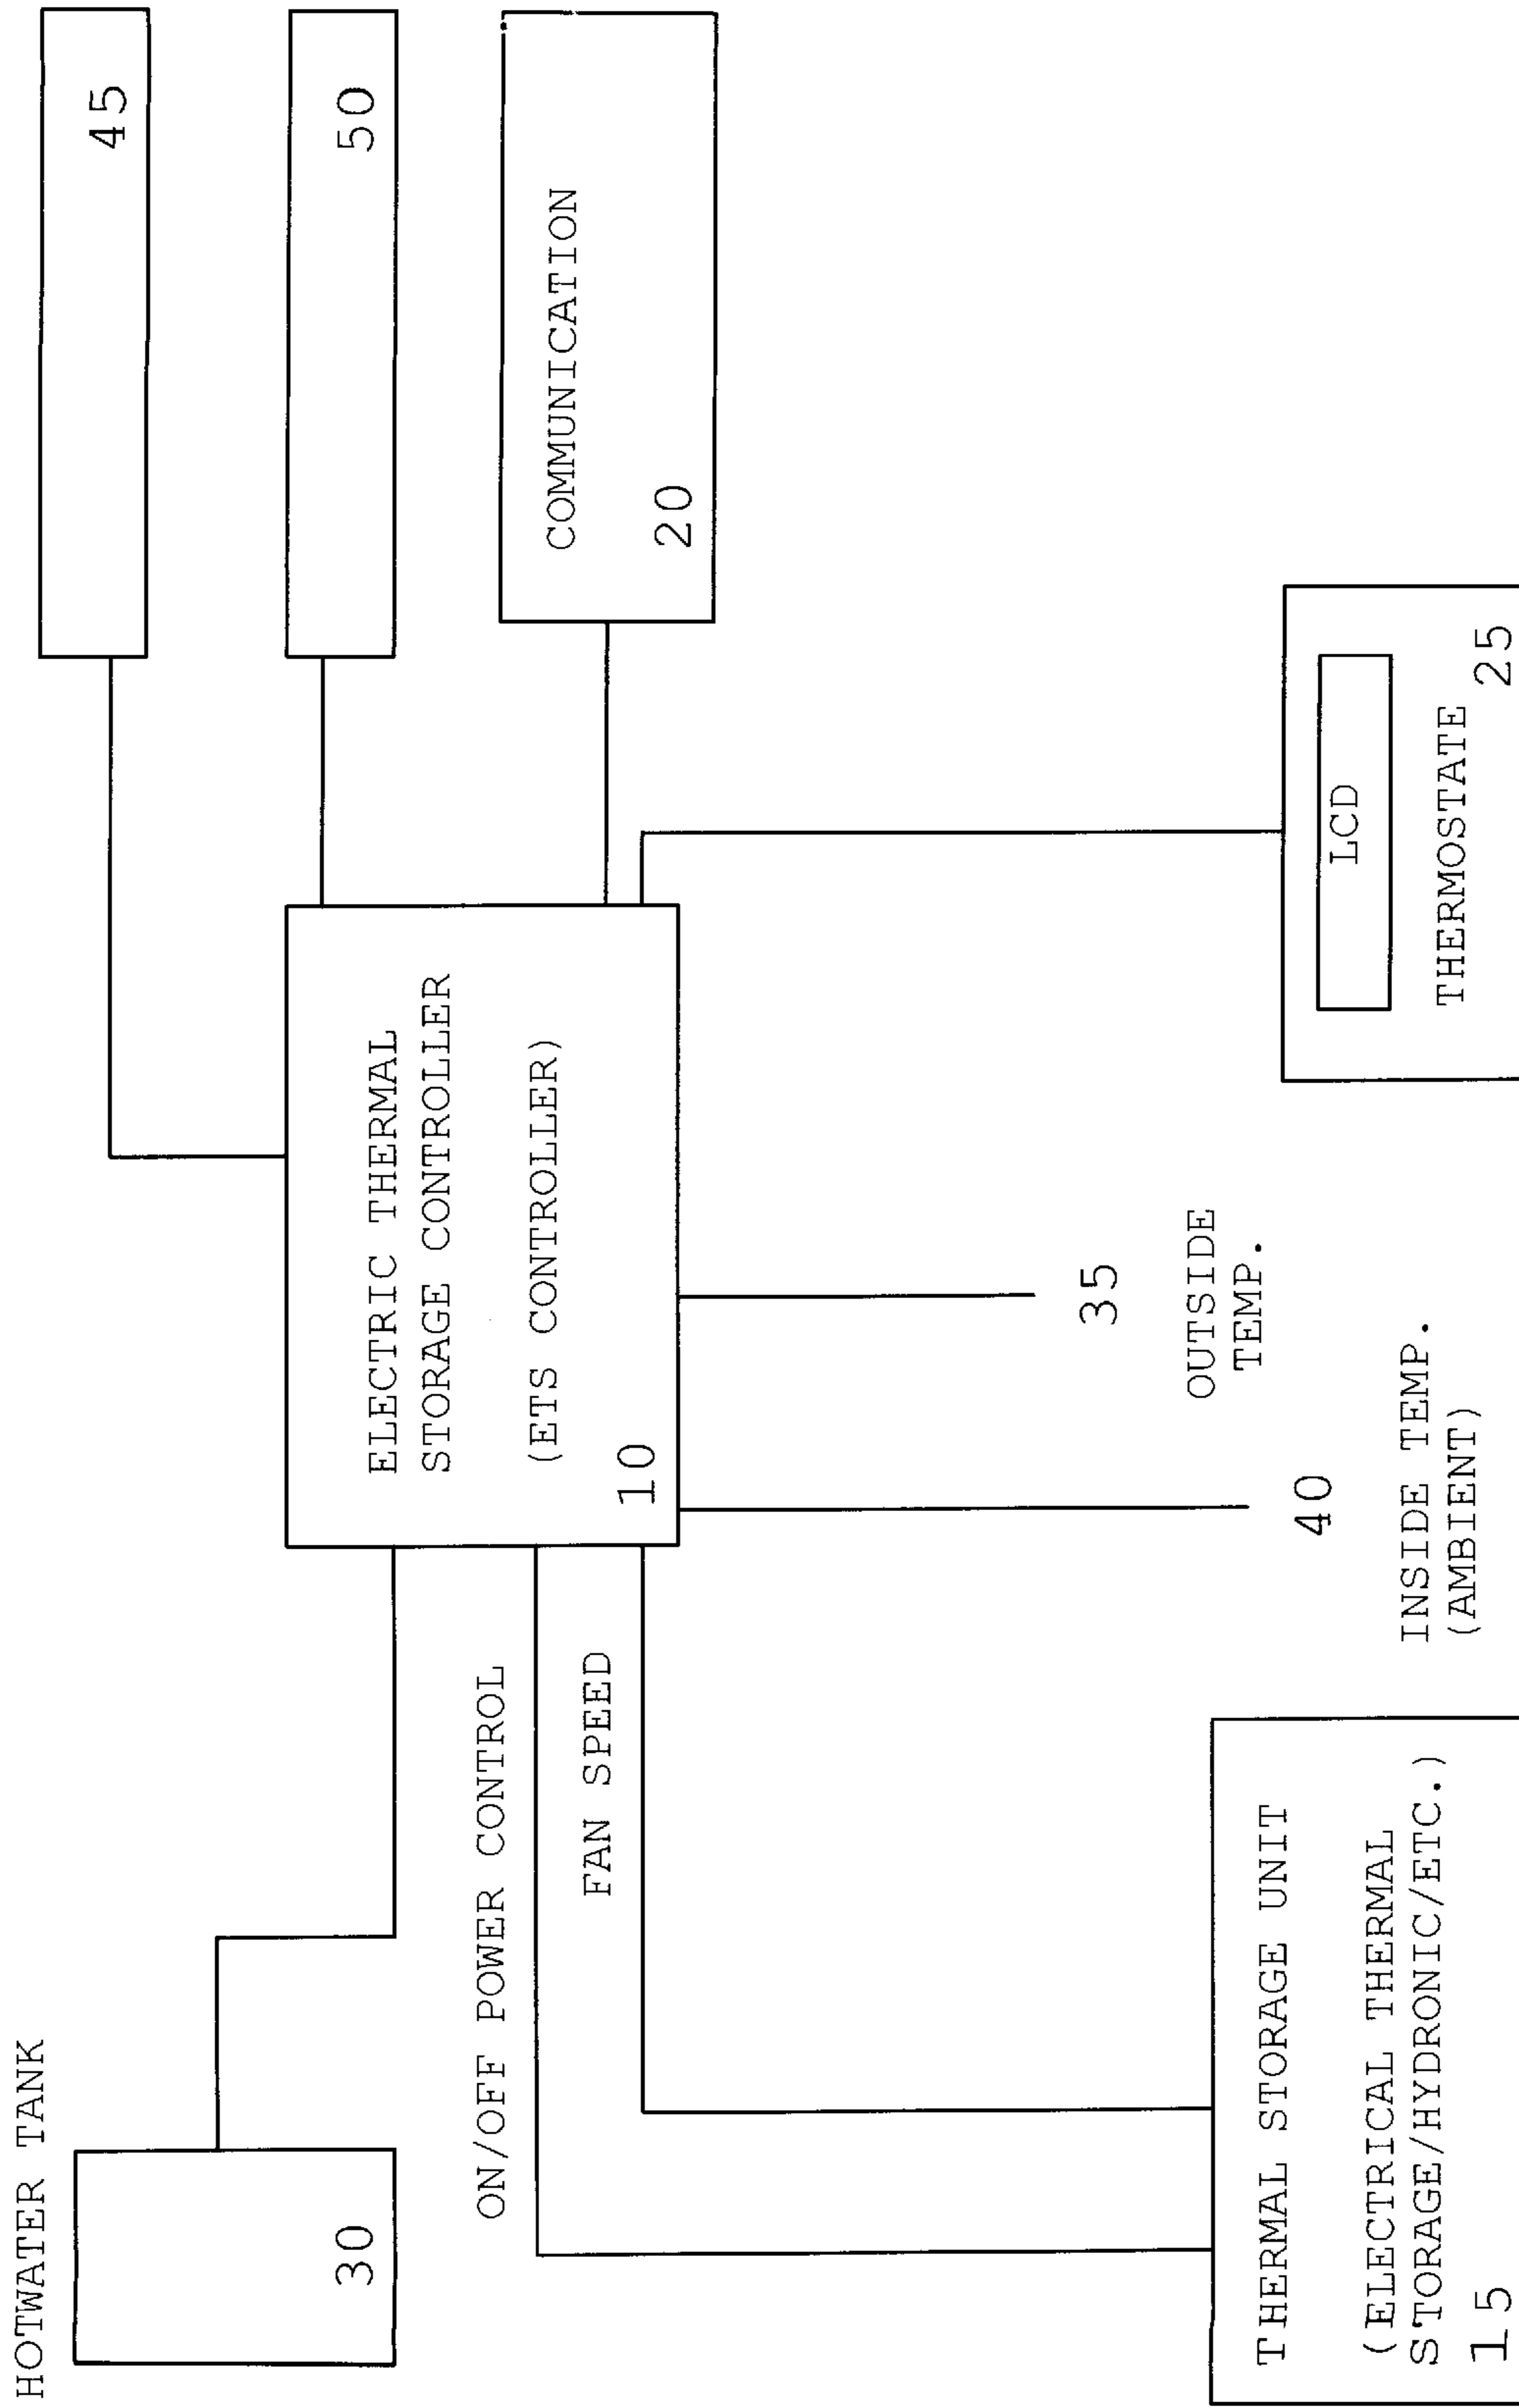 HOTWATER TANK
30
ON/OFF POWER CONTROL
FAN SPEED
THERMAL STORAGE UNIT
(ELECTRICAL THERMAL
STORAGE/HYDRONIC/ETC.)
15
ELECTRIC THERMAL
STORAGE CONTROLLER
(ETS CONTROLLER)
10
35
OUTSIDE
TEMP.
40
INSIDE TEMP.
(AMBIENT)
45
50
COMMUNICATION
20
LCD
THERMOSTATE
25